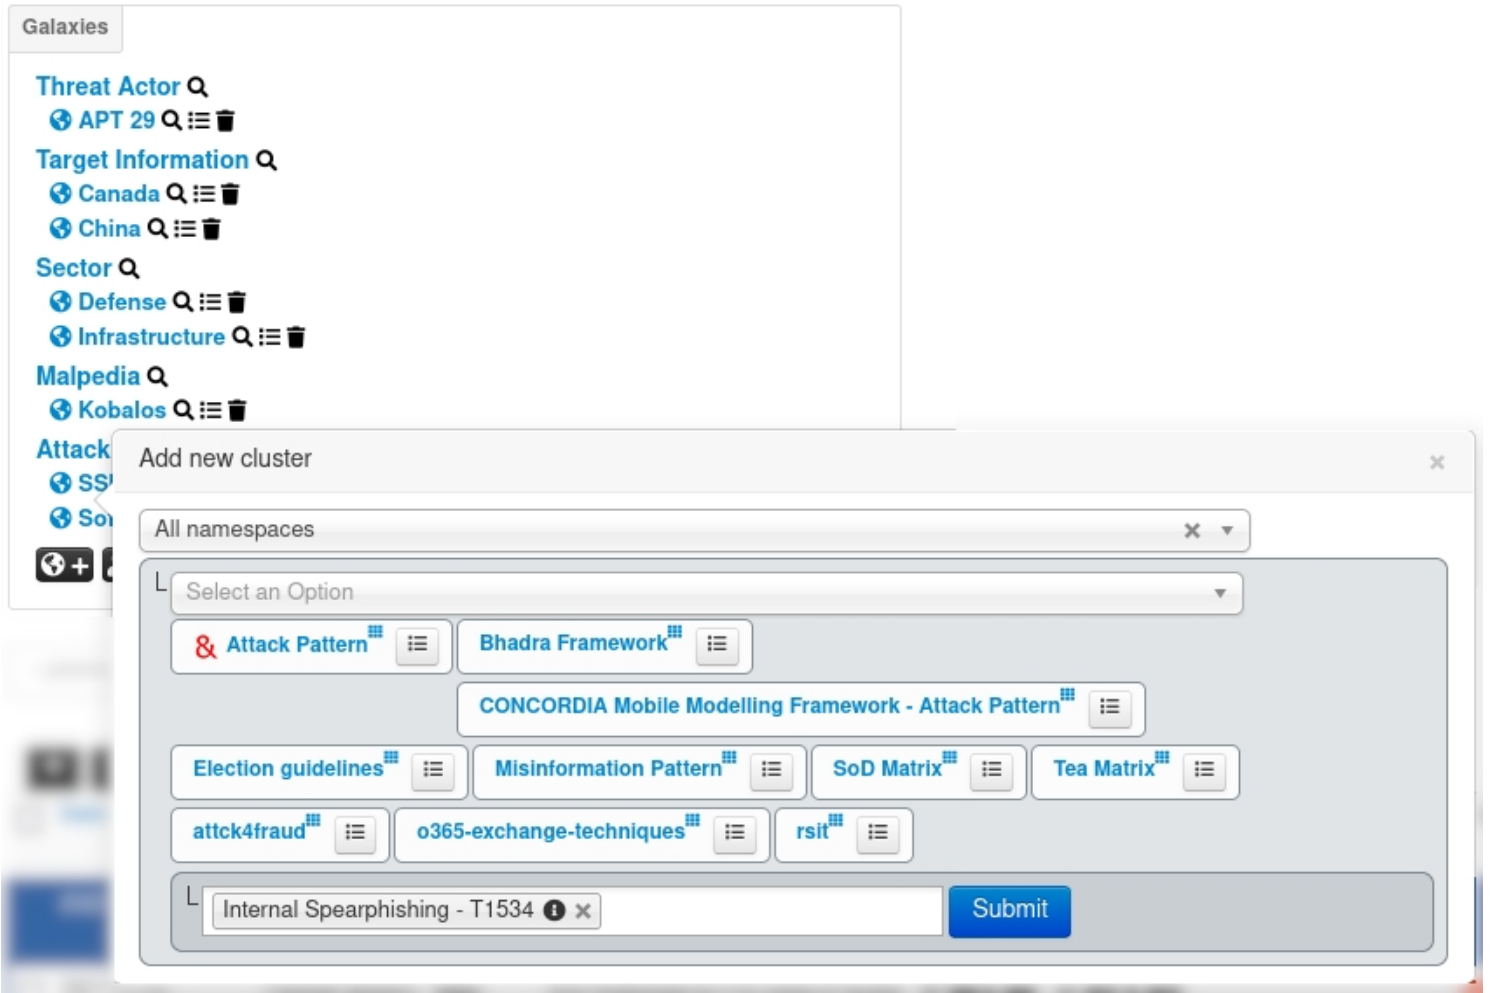 Galaxies
Threat Actor
APT 29
Target Information
Canada
China
Sector
Defense
Infrastructure
Malpedia
Kobalos
Attack
Add new cluster
All namespaces
Select an Option
& Attack Pattern Bhadra Framework
CONCORDIA Mobile Modelling Framework - Attack Pattern
Election guidelines Misinformation Pattern SoD Matrix Tea Matrix
attck4fraud o365-exchange-techniques rsit
Internal Spearphishing - T1534 Submit